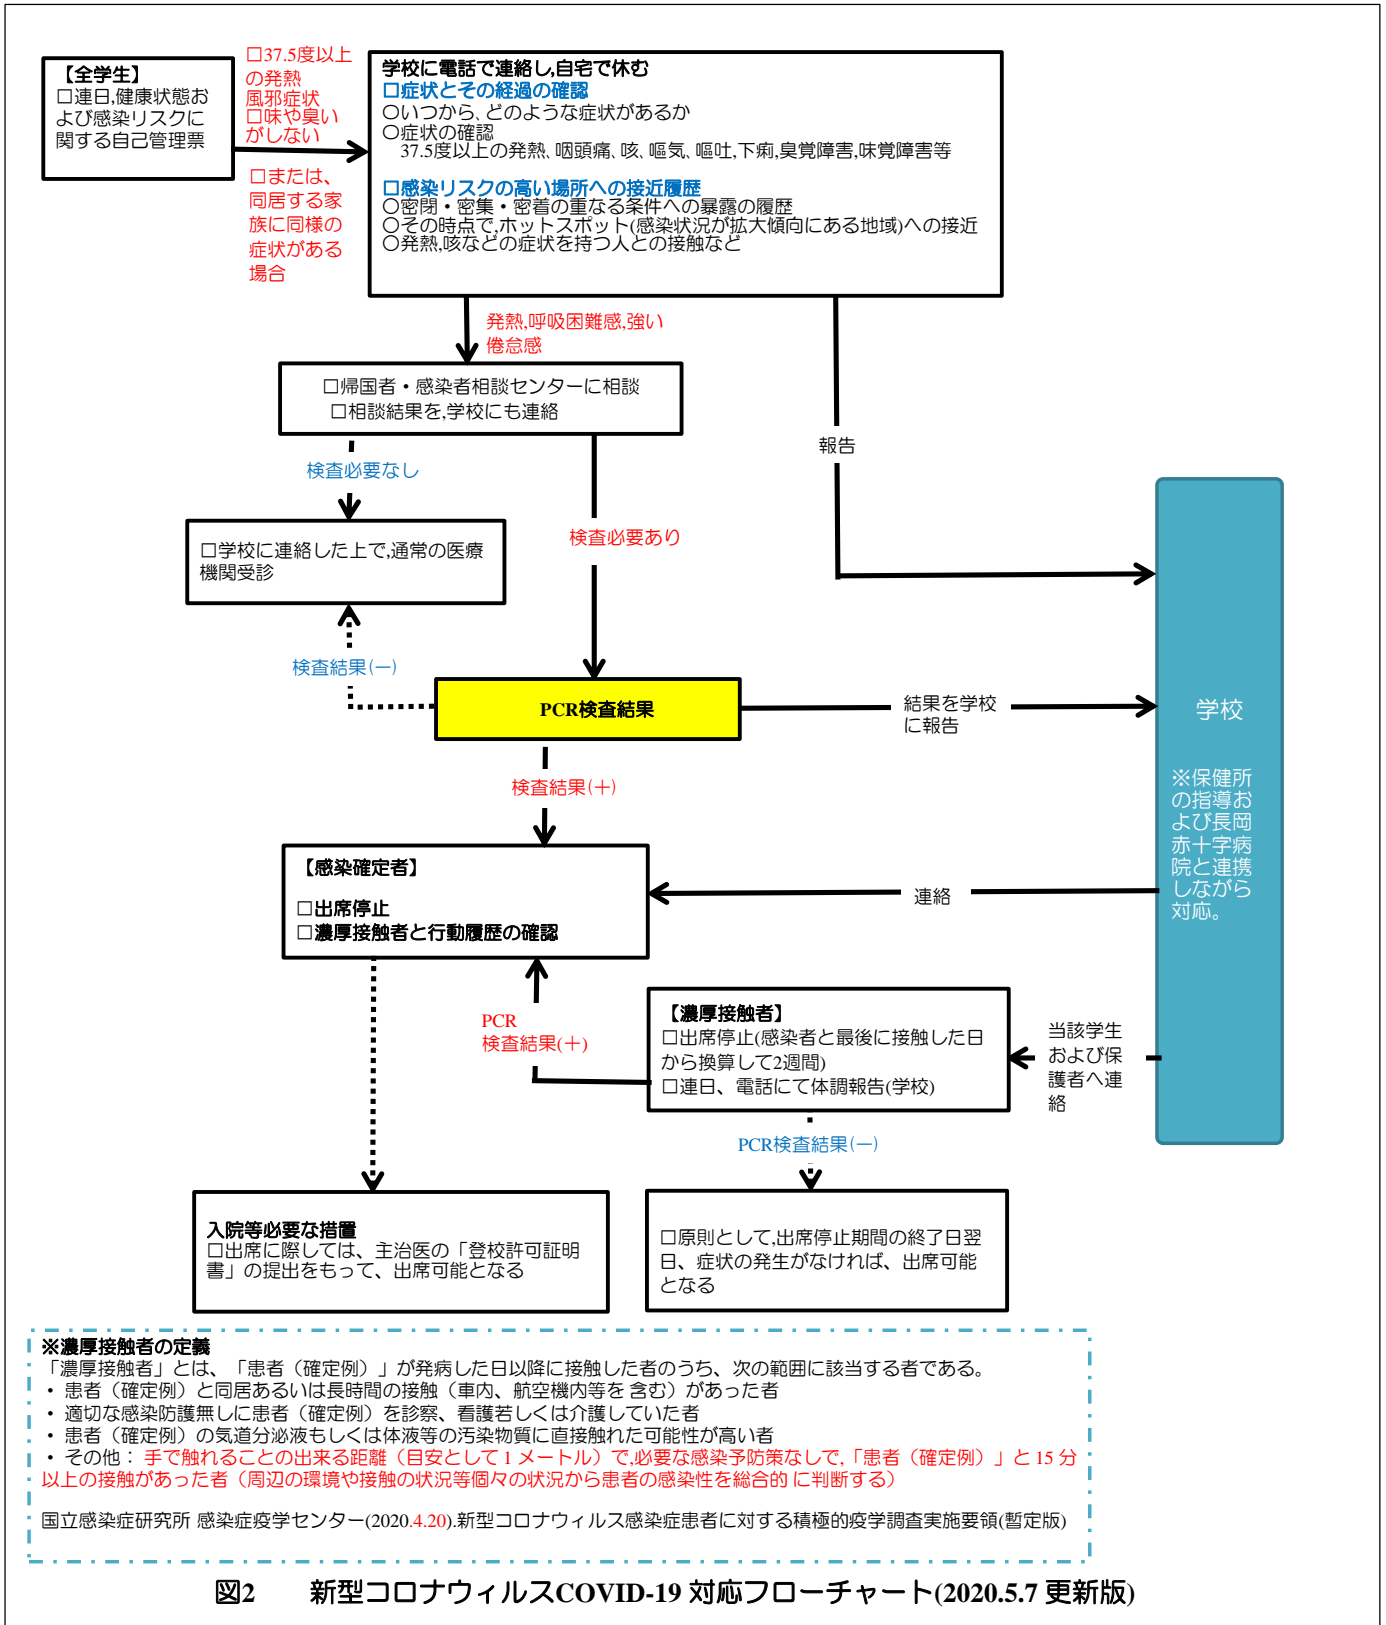 【全学生】
□連日,健康状態お
よび感染リスクに
関する自己管理票
□37.5度以上
の発熱
風邪症状
□味や臭い
がしない
□または、
同居する家
族に同様の
症状がある
場合
学校に電話で連絡し,自宅で休む
□症状とその経過の確認
○いつから、どのような症状があるか
○症状の確認
37.5度以上の発熱、咽頭痛、咳、嘔気、嘔吐,下痢,臭覚障害,味覚障害等
□感染リスクの高い場所への接近履歴
○密閉・密集・密着の重なる条件への暴露の履歴
○その時点で,ホットスポット(感染状況が拡大傾向にある地域)への接近
○発熱,咳などの症状を持つ人との接触など
発熱,呼吸困難感,強い
倦怠感
□帰国者・感染者相談センターに相談
□相談結果を,学校にも連絡
報告
検査必要なし
検査必要あり
□学校に連絡した上で,通常の医療
機関受診
検査結果(ー)
PCR検査結果
結果を学校
に報告
学校
※保健所
の指導お
よび長岡
赤十字病
院と連携
しながら
対応。
検査結果(＋)
【感染確定者】
□出席停止
□濃厚接触者と行動履歴の確認
連絡
PCR
検査結果(＋)
【濃厚接触者】
□出席停止(感染者と最後に接触した日
から換算して2週間)
□連日、電話にて体調報告(学校)
当該学生
および保
護者へ連
絡
PCR検査結果(ー)
入院等必要な措置
□出席に際しては、主治医の「登校許可証明
書」の提出をもって、出席可能となる
□原則として,出席停止期間の終了日翌
日、症状の発生がなければ、出席可能
となる
※濃厚接触者の定義
「濃厚接触者」とは、「患者（確定例）」が発病した日以降に接触した者のうち、次の範囲に該当する者である。
・ 患者（確定例）と同居あるいは長時間の接触（車内、航空機内等を 含む）があった者
・ 適切な感染防護無しに患者（確定例）を診察、看護若しくは介護していた者
・ 患者（確定例）の気道分泌液もしくは体液等の汚染物質に直接触れた可能性が高い者
・ その他： 手で触れることの出来る距離（目安として 1 メートル）で,必要な感染予防策なしで,「患者（確定例）」と 15 分
以上の接触があった者（周辺の環境や接触の状況等個々の状況から患者の感染性を総合的 に判断する）
国立感染症研究所 感染症疫学センター(2020.4.20).新型コロナウィルス感染症患者に対する積極的疫学調査実施要領(暫定版)
図2　新型コロナウィルスCOVID-19 対応フローチャート(2020.5.7 更新版)